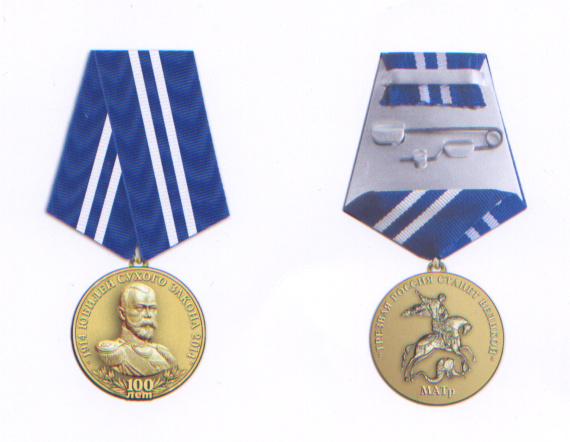 "1914 ЮБИЛЕЙ СУХОГО ЗАКОНА 2014"
100
лет
"ТРЕЗВАЯ РОССИЯ СТАНЕТ ВЕЛИКОЙ"
МАТр